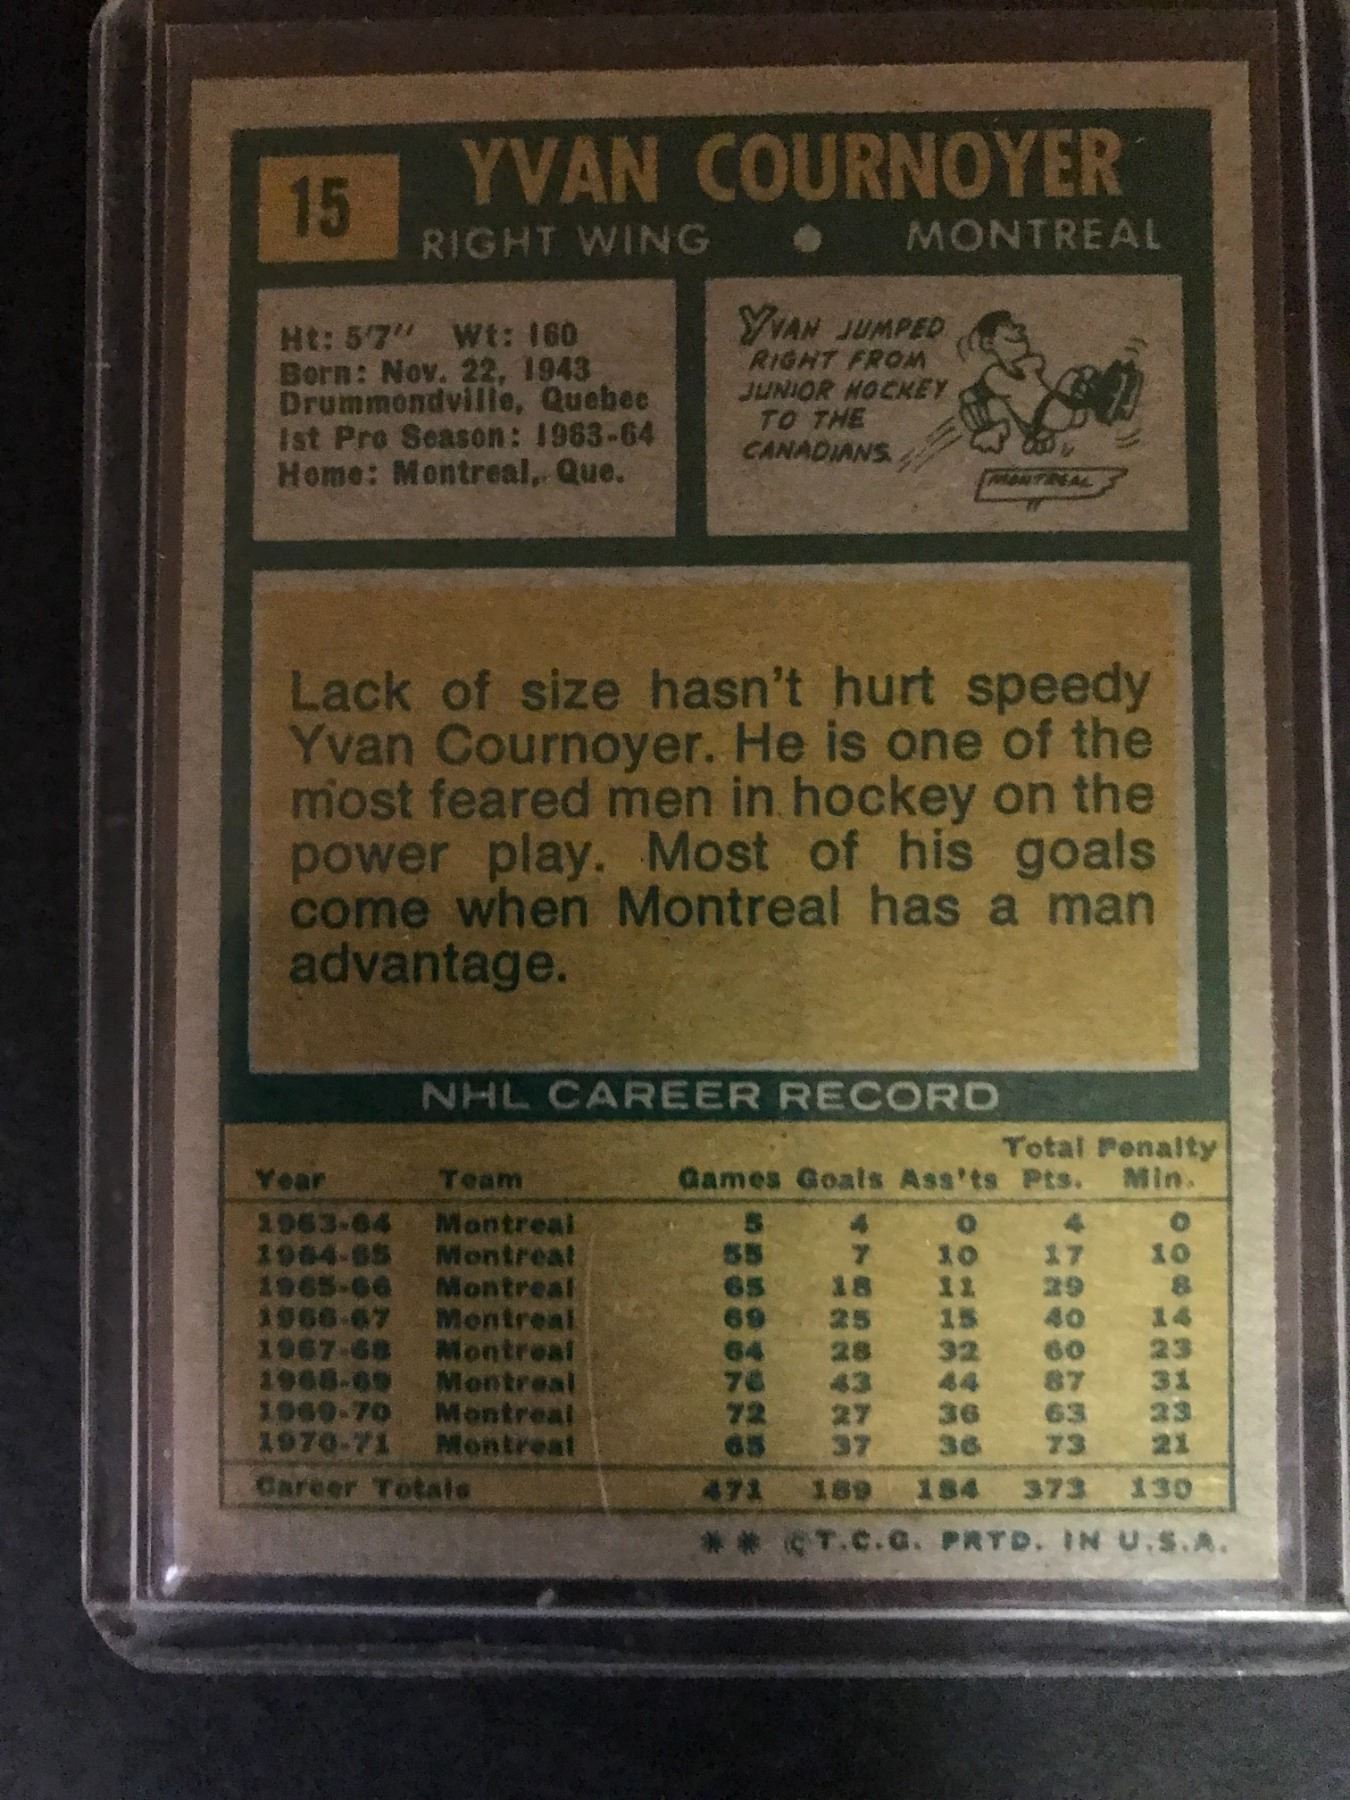 15
YVAN COURNOYER
RIGHT WING • MONTREAL
Ht: 5'7'' Wt: 160
Born: Nov. 22, 1943
Drummondville, Quebec
1st Pro Season: 1963-64
Home: Montreal, Que.
YVAN JUMPED
RIGHT FROM
JUNIOR HOCKEY
TO THE
CANADIANS.
MONTREAL
Lack of size hasn't hurt speedy
Yvan Cournoyer. He is one of the
most feared men in hockey on the
power play. Most of his goals
come when Montreal has a man
advantage.
NHL CAREER RECORD
Total Penalty
Year Team Games Goals Ass'ts Pts. Min.
1963-64 Montreal 5 4 0 4 0
1964-65 Montreal 55 7 10 17 10
1965-66 Montreal 65 18 11 29 8
1966-67 Montreal 69 25 15 40 14
1967-68 Montreal 64 28 32 60 23
1968-69 Montreal 76 43 44 87 31
1969-70 Montreal 72 27 36 63 23
1970-71 Montreal 65 37 36 73 21
Career Totals 471 189 184 373 130
** ©T.C.G. PRTD. IN U.S.A.